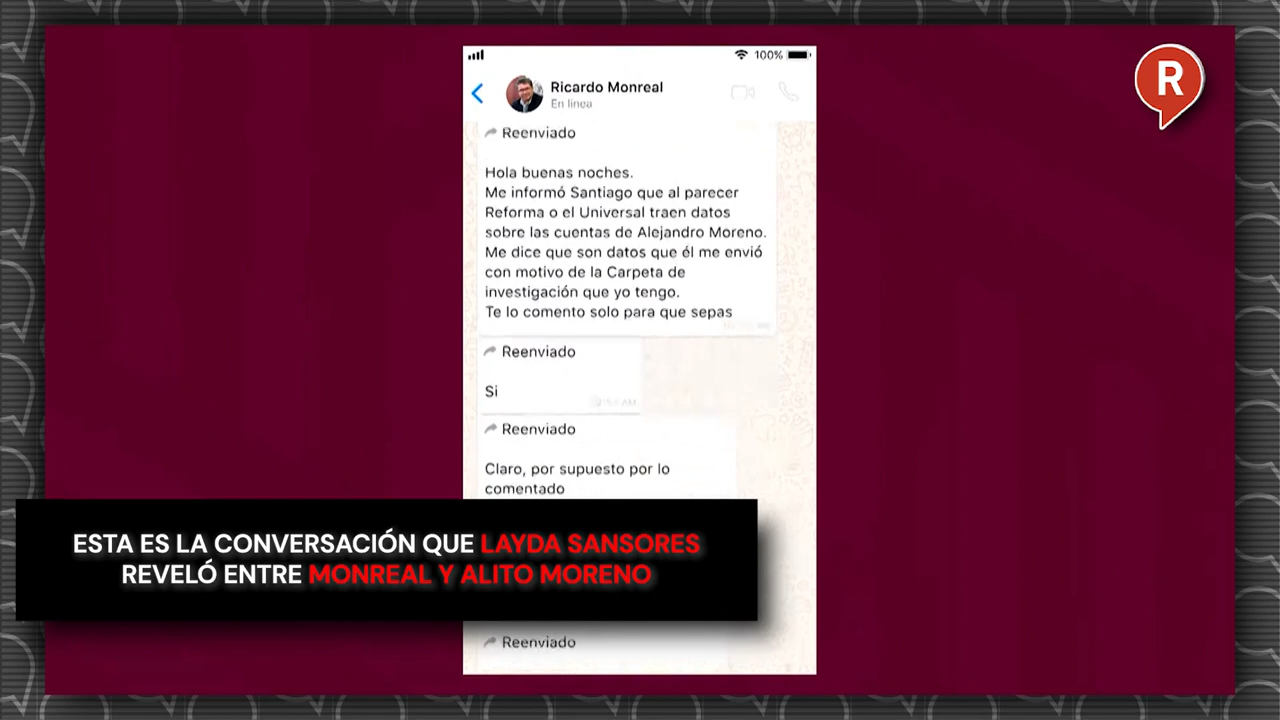 100%
R
Ricardo Monreal
En línea
Reenviado
Hola buenas noches.
Me informó Santiago que al parecer
Reforma o el Universal traen datos
sobre las cuentas de Alejandro Moreno.
Me dice que son datos que él me envió
con motivo de la Carpeta de
investigación que yo tengo.
Te lo comento solo para que sepas
Reenviado
Si
Reenviado
Claro, por supuesto por lo
comentado
ESTA ES LA CONVERSACIÓN QUE LAYDA SANSORES
REVELÓ ENTRE MONREAL Y ALITO MORENO
Reenviado